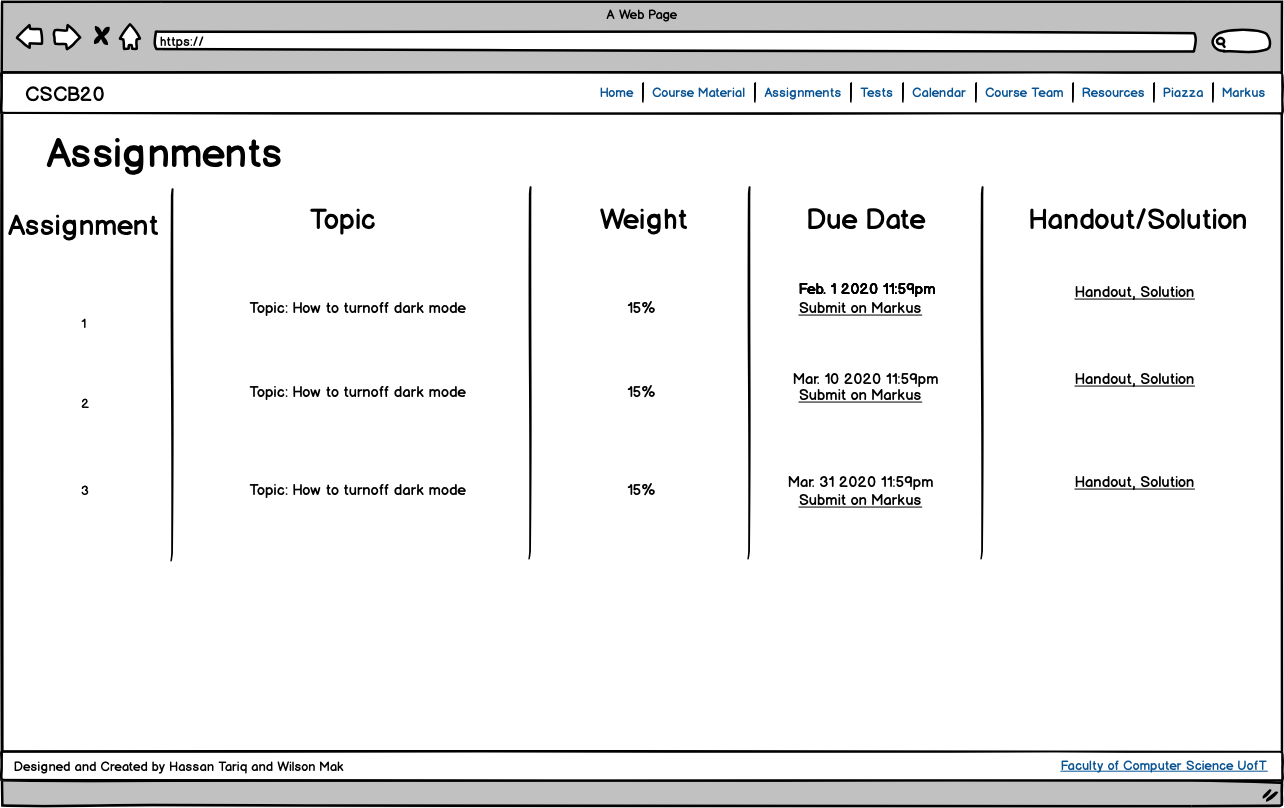 A Web Page
https://
CSCB20
Home Course Material Assignments Tests Calendar Course Team Resources Piazza Markus
Assignments
Assignment Topic Weight Due Date Handout/Solution
1 Topic: How to turnoff dark mode 15% Feb. 1 2020 11:59pm Handout, Solution
Submit on Markus
2 Topic: How to turnoff dark mode 15% Mar. 10 2020 11:59pm Handout, Solution
Submit on Markus
3 Topic: How to turnoff dark mode 15% Mar. 31 2020 11:59pm Handout, Solution
Submit on Markus
Designed and Created by Hassan Tariq and Wilson Mak
Faculty of Computer Science UofT